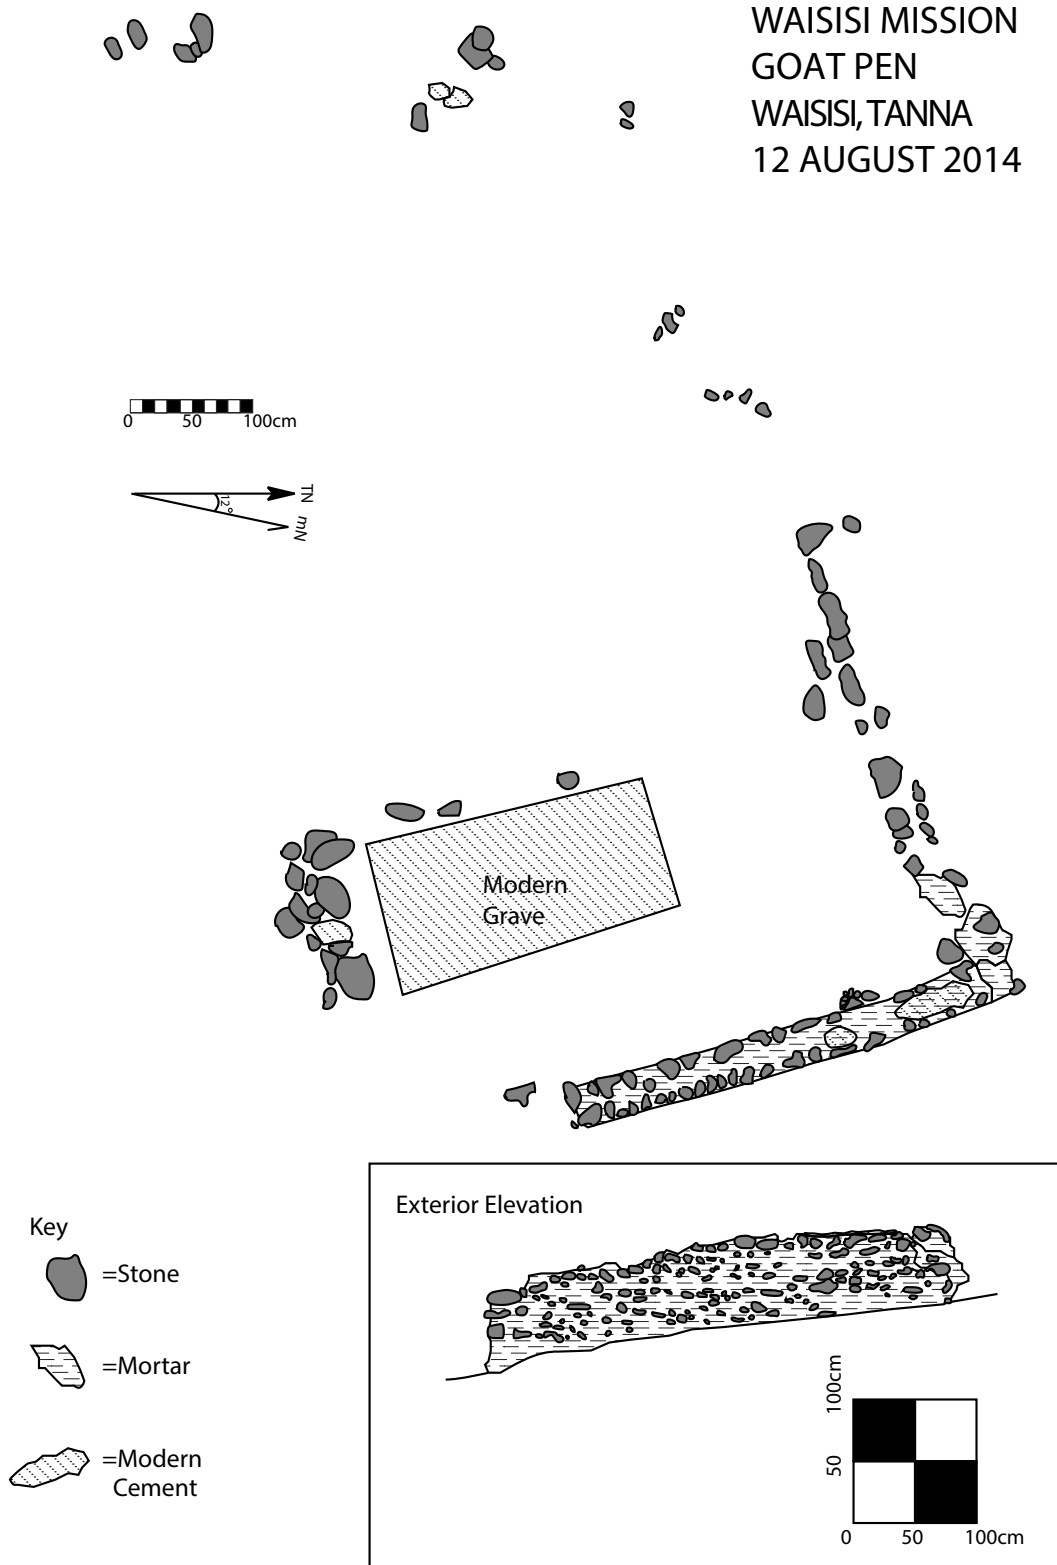 WAISISI MISSION
GOAT PEN
WAISISI, TANNA
12 AUGUST 2014
0 50 100cm
TN
12°
mN
Modern
Grave
Key
=Stone
=Mortar
=Modern
Cement
Exterior Elevation
100cm
50
0 50 100cm